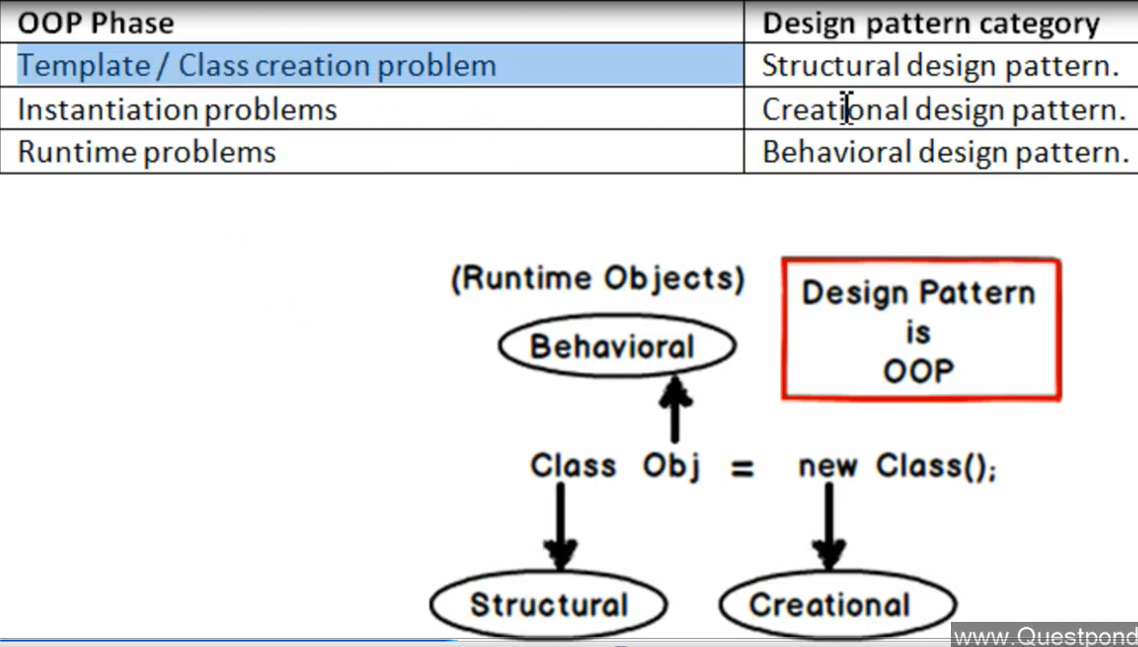 OOP Phase Design pattern category
Template / Class creation problem Structural design pattern.
Instantiation problems Creational design pattern.
Runtime problems Behavioral design pattern.
(Runtime Objects)
Behavioral
Design Pattern
is
OOP
Class Obj = new Class();
Structural
Creational
www.Questpond